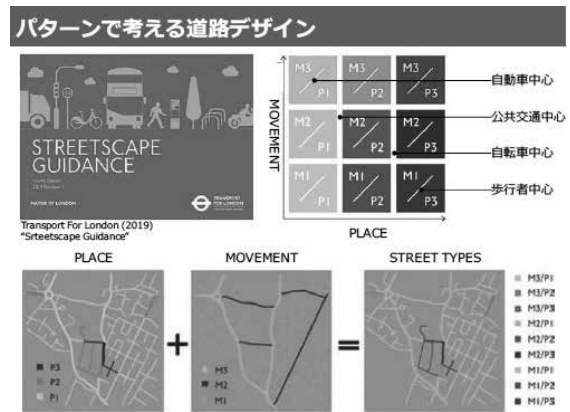 パターンで考える道路デザイン
STREETSCAPE
GUIDANCE
MAYOR OF LONDON
TRANSPORT
FOR LONDON
Transport For London (2019)
"Srteetscape Guidance"
MOVEMENT
M3 P1
M3 P2
M3 P3
M2 P1
M2 P2
M2 P3
M1 P1
M1 P2
M1 P3
PLACE
自動車中心
公共交通中心
自転車中心
歩行者中心
PLACE
P3
P2
P1
+
MOVEMENT
M3
M2
M1
=
STREET TYPES
M3/P1
M3/P2
M3/P3
M2/P1
M2/P2
M2/P3
M1/P1
M1/P2
M1/P3